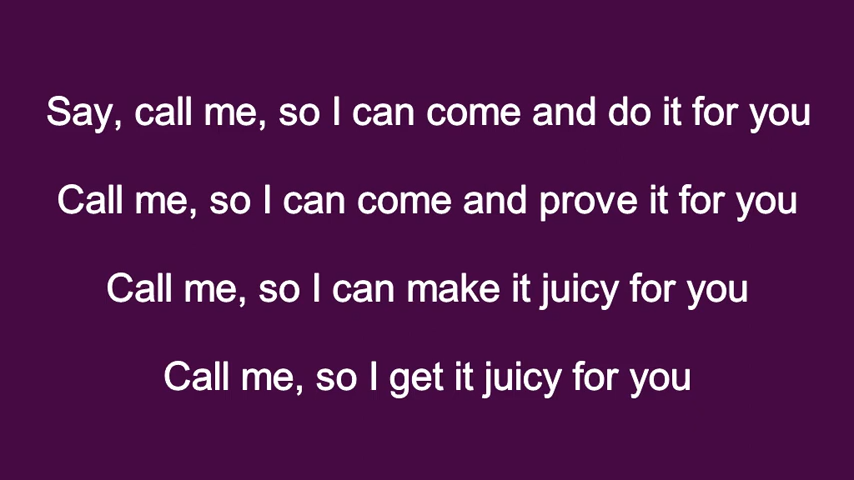 Say, call me, so I can come and do it for you
Call me, so I can come and prove it for you
Call me, so I can make it juicy for you
Call me, so I get it juicy for you